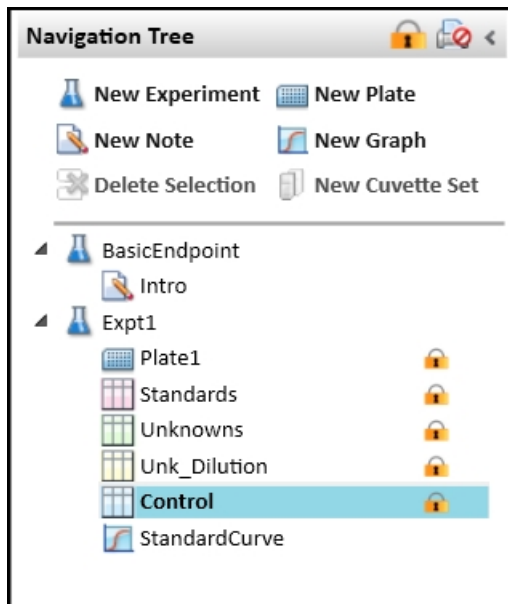 Navigation Tree
New Experiment New Plate
New Note New Graph
Delete Selection New Cuvette Set
BasicEndpoint
Intro
Expt1
Plate1
Standards
Unknowns
Unk_Dilution
Control
StandardCurve